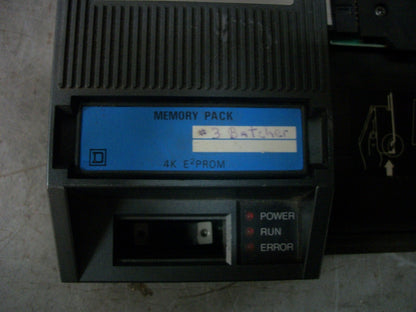 MEMORY PACK
#3 Batcher
4K E²PROM
POWER
RUN
ERROR